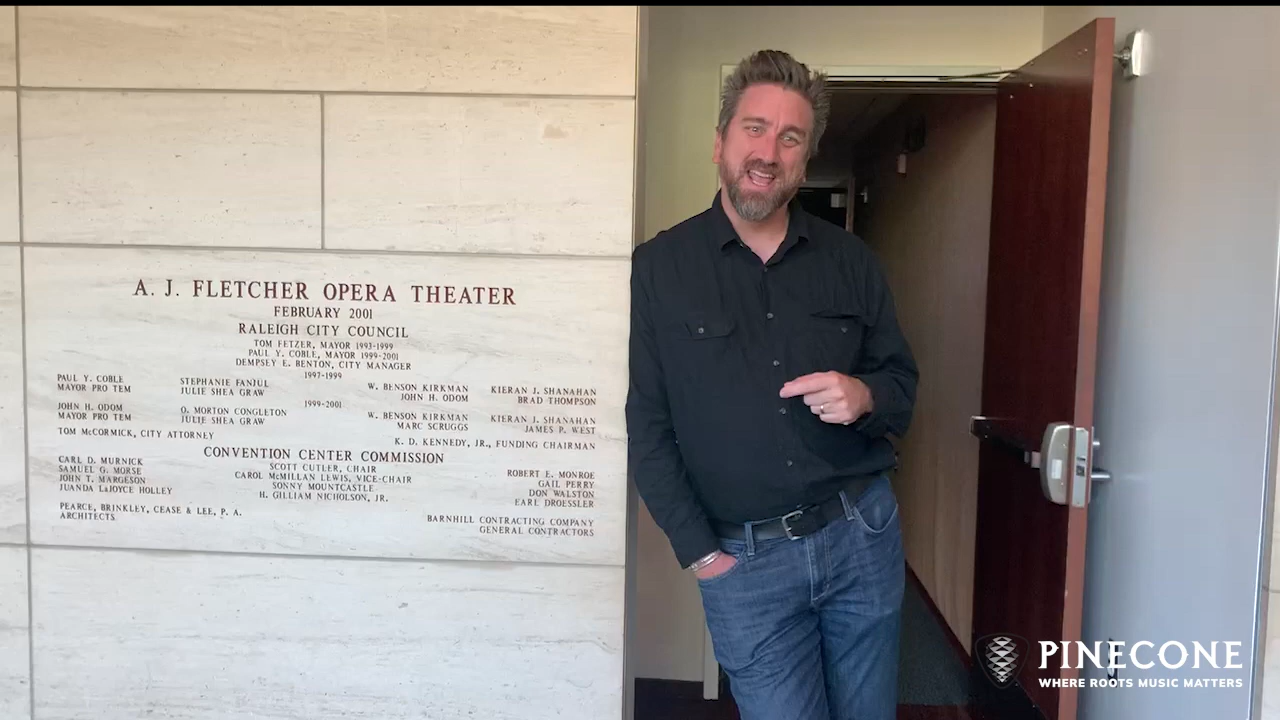 A. J. FLETCHER OPERA THEATER
FEBRUARY 2001
RALEIGH CITY COUNCIL
TOM FETZER, MAYOR 1993-1999
PAUL Y. COBLE, MAYOR 1999-2001
DEMPSEY E. BENTON, CITY MANAGER
1997-1999
PAUL Y. COBLE
MAYOR PRO TEM
STEPHANIE FANJUL
JULIE SHEA GRAW
W. BENSON KIRKMAN
JOHN H. ODOM
KIERAN J. SHANAHAN
BRAD THOMPSON
1999-2001
JOHN H. ODOM
MAYOR PRO TEM
O. MORTON CONGLETON
JULIE SHEA GRAW
W. BENSON KIRKMAN
MARC SCRUGGS
KIERAN J. SHANAHAN
JAMES P. WEST
TOM McCORMICK, CITY ATTORNEY
K. D. KENNEDY, JR., FUNDING CHAIRMAN
CONVENTION CENTER COMMISSION
CARL D. MURNICK
SAMUEL G. MORSE
JOHN T. MARGESON
JUANDA LaJOYCE HOLLEY
SCOTT CUTLER, CHAIR
CAROL McMILLAN LEWIS, VICE-CHAIR
SONNY MOUNTCASTLE
H. GILLIAM NICHOLSON, JR.
ROBERT E. MONROE
GAIL PERRY
DON WALSTON
EARL DROESSLER
PEARCE, BRINKLEY, CEASE & LEE, P. A.
ARCHITECTS
BARNHILL CONTRACTING COMPANY
GENERAL CONTRACTORS
PINECONE
WHERE ROOTS MUSIC MATTERS